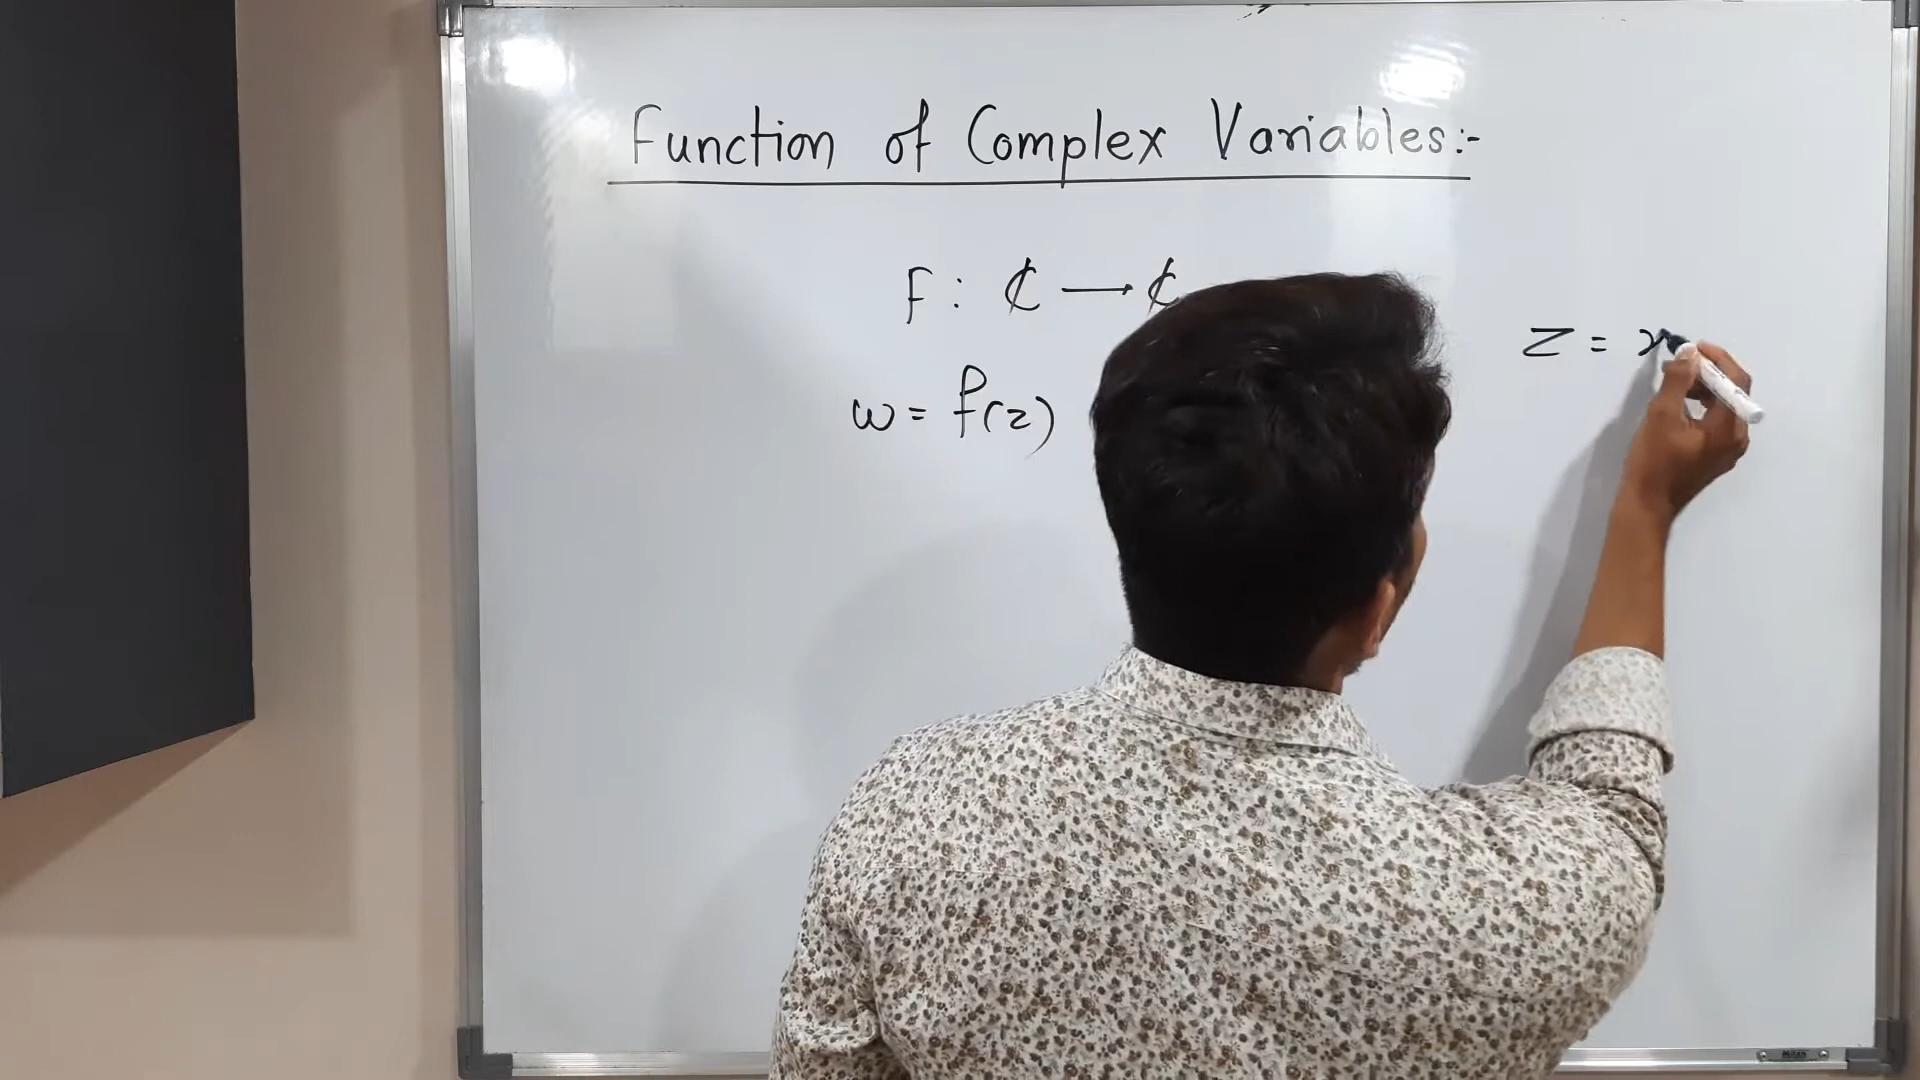 Function of Complex Variables:-
F : ℂ → ℂ
z = x
w = f(z)